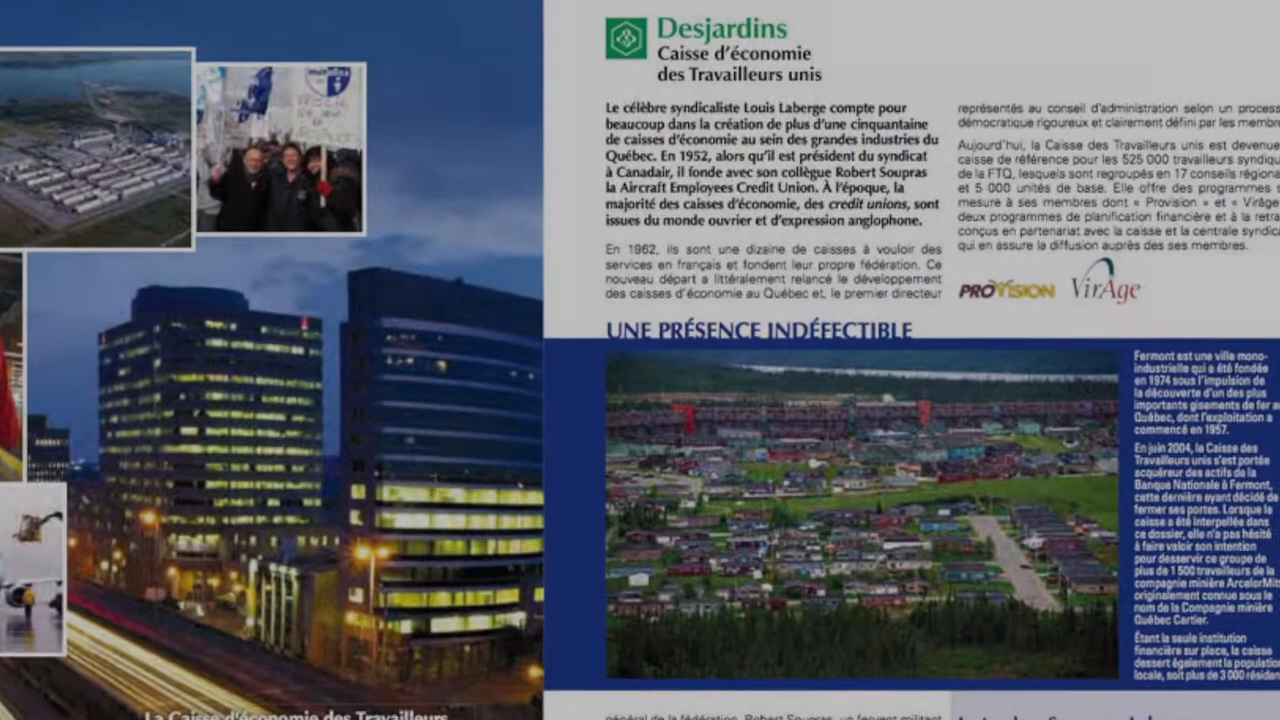 Desjardins
Caisse d'économie
des Travailleurs unis
Le célèbre syndicaliste Louis Laberge compte pour
beaucoup dans la création de plus d'une cinquantaine
de caisses d'économie au sein des grandes industries du
Québec. En 1952, alors qu'il est président du syndicat
à Canadair, il fonde avec son collègue Robert Soupras
la Aircraft Employees Credit Union. À l'époque, la
majorité des caisses d'économie, des credit unions, sont
issues du monde ouvrier et d'expression anglophone.
En 1962, ils sont une dizaine de caisses à vouloir des
services en français et fondent leur propre fédération. Ce
nouveau départ a littéralement relancé le développement
des caisses d'économie au Québec et, le premier directeur
représentés au conseil d'administration selon un
démocratique rigoureux et clairement défini par les
Aujourd'hui, la Caisse des Travailleurs unis est
caisse de référence pour les 525 000 travailleurs
de la FTQ, lesquels sont regroupés en 17 conseils
et 5 000 unités de base. Elle offre des programmes
mesure à ses membres dont « Provision » et «
deux programmes de planification financière et à la
conçus en partenariat avec la caisse et la centrale
qui en assure la diffusion auprès des ses membres.
PROVISION VirAge
UNE PRÉSENCE INDÉFECTIBLE
Fermont est une ville mono-
industrielle qui a été fondée
en 1974 sous l'impulsion de
la découverte d'un des plus
importants gisements de fer
Québec, dont l'exploitation a
commencé en 1957.
En juin 2004, la Caisse des
Travailleurs unis s'est portée
acquéreur des actifs de la
Banque Nationale à Fermont,
cette dernière ayant décidé de
fermer ses portes. Lorsque la
caisse a été interpellée dans
ce dossier, elle n'a pas hésité
à faire valoir son intention
pour desservir ce groupe de
plus de 1 500 travailleurs de la
compagnie minière
originalement connue sous le
nom de la Compagnie minière
Québec Cartier.
Étant la seule institution
financière sur place, la caisse
dessert également la population
locale, soit plus de 3 000
La Caisse d'économie des Travailleurs
général de la fédération, Robert Soupras, un fervent militant